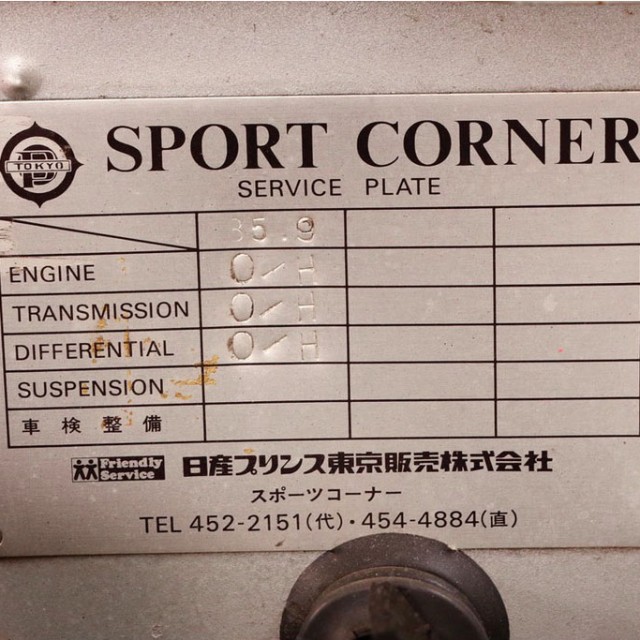 TOKYO
SPORT CORNER
SERVICE PLATE
85.9
ENGINE O/H
TRANSMISSION O/H
DIFFERENTIAL O/H
SUSPENSION
車検整備
Friendly Service 日産プリンス東京販売株式会社
スポーツコーナー
TEL 452-2151(代)・454-4884(直)